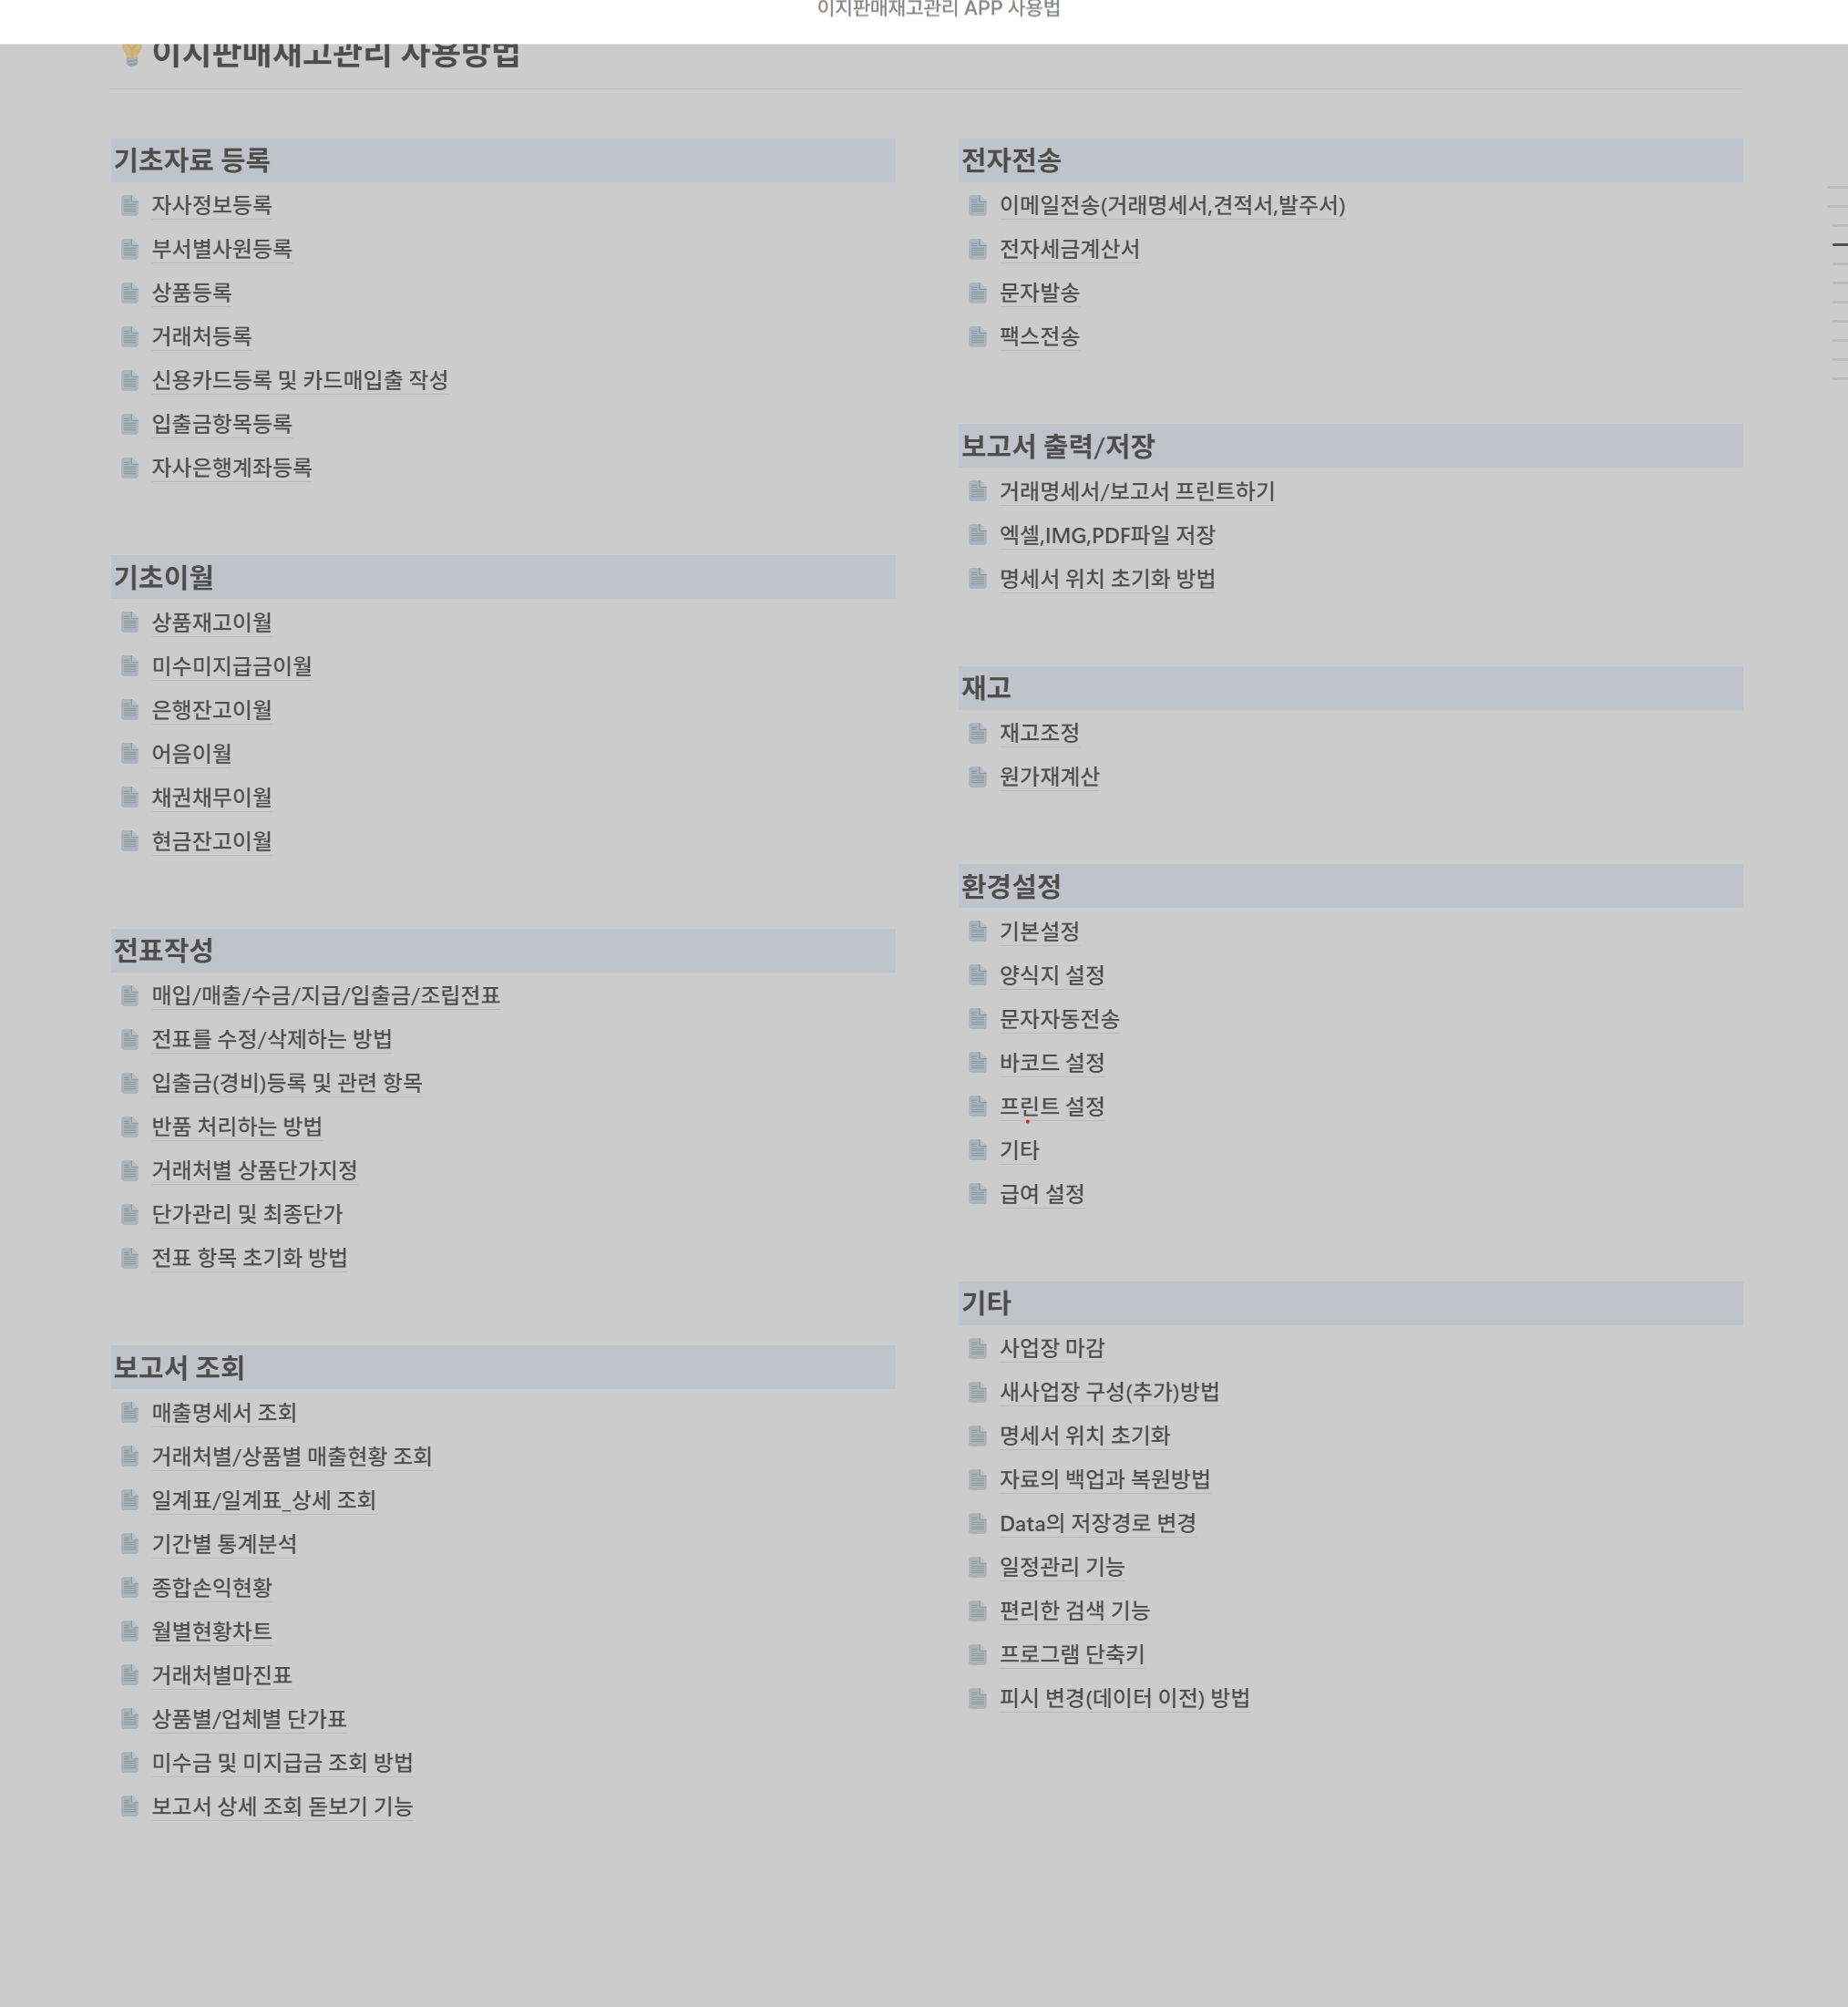 이지판매재고관리 APP 사용법
이지판매재고관리 사용방법
기초자료 등록
자사정보등록
부서별사원등록
상품등록
거래처등록
신용카드등록 및 카드매입출 작성
입출금항목등록
자사은행계좌등록
기초이월
상품재고이월
미수미지급금이월
은행잔고이월
어음이월
채권채무이월
현금잔고이월
전표작성
매입/매출/수금/지급/입출금/조립전표
전표를 수정/삭제하는 방법
입출금(경비)등록 및 관련 항목
반품 처리하는 방법
거래처별 상품단가지정
단가관리 및 최종단가
전표 항목 초기화 방법
보고서 조회
매출명세서 조회
거래처별/상품별 매출현황 조회
일계표/일계표_상세 조회
기간별 통계분석
종합손익현황
월별현황차트
거래처별마진표
상품별/업체별 단가표
미수금 및 미지급금 조회 방법
보고서 상세 조회 돋보기 기능
전자전송
이메일전송(거래명세서,견적서,발주서)
전자세금계산서
문자발송
팩스전송
보고서 출력/저장
거래명세서/보고서 프린트하기
엑셀,IMG,PDF파일 저장
명세서 위치 초기화 방법
재고
재고조정
원가재계산
환경설정
기본설정
양식지 설정
문자자동전송
바코드 설정
프린트 설정
기타
급여 설정
기타
사업장 마감
새사업장 구성(추가)방법
명세서 위치 초기화
자료의 백업과 복원방법
Data의 저장경로 변경
일정관리 기능
편리한 검색 기능
프로그램 단축키
피시 변경(데이터 이전) 방법